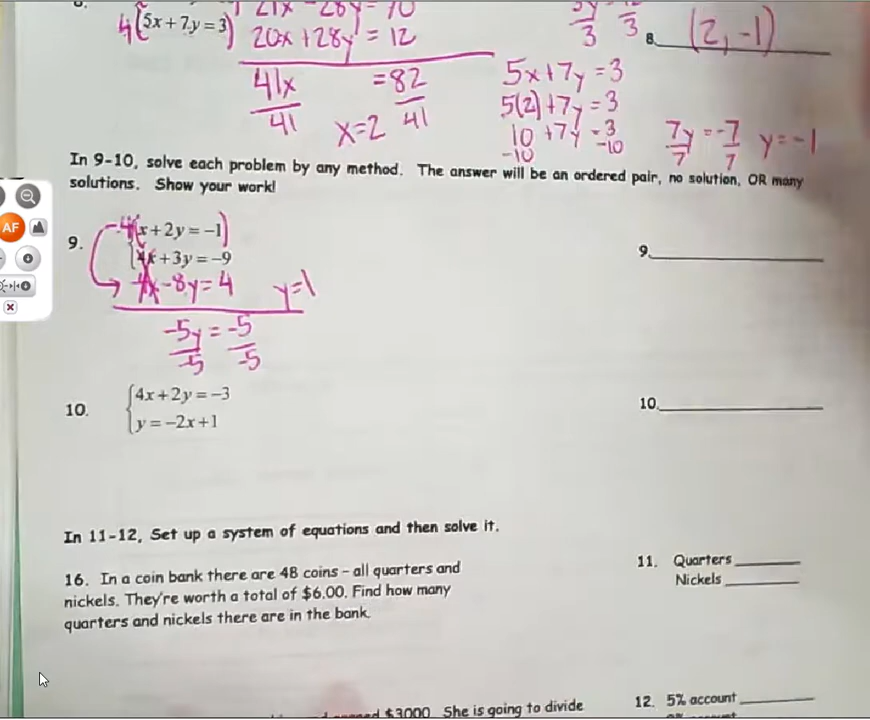 21x - 28y = 70
4(5x + 7y = 3)
20x + 28y = 12
3 3
8. (2, -1)
41x = 82
41 41
x = 2
5x + 7y = 3
5(2) + 7y = 3
10 + 7y = 3
-10 -10
7y = -7
7 7
y = -1
In 9-10, solve each problem by any method. The answer will be an ordered pair, no solution, OR many
solutions. Show your work!
AF
9. -4(x + 2y = -1)
4x + 3y = -9
-4x - 8y = 4
y = 1
-5y = -5
-5 -5
9.
10. 4x + 2y = -3
y = -2x + 1
10.
In 11-12, Set up a system of equations and then solve it.
16. In a coin bank there are 48 coins – all quarters and
nickels. They're worth a total of $6.00. Find how many
quarters and nickels there are in the bank.
11. Quarters
Nickels
$3000. She is going to divide
12. 5% account